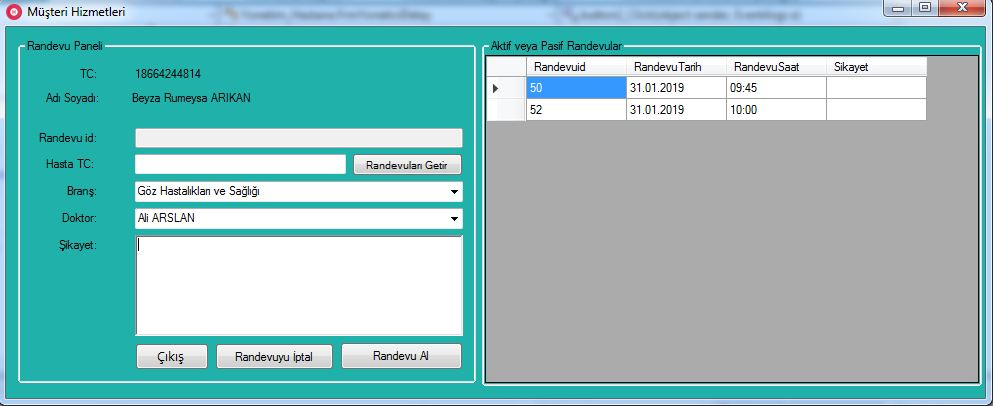 Müşteri Hizmetleri
Randevu Paneli
TC: 18664244814
Adı Soyadı: Beyza Rumeysa ARIKAN
Randevu id:
Hasta TC: Randevuları Getir
Branş: Göz Hastalıkları ve Sağlığı
Doktor: Ali ARSLAN
Şikayet:
Çıkış Randevuyu İptal Randevu Al
Aktif veya Pasif Randevular
Randevuid RandevuTarih RandevuSaat Sikayet
50 31.01.2019 09:45
52 31.01.2019 10:00